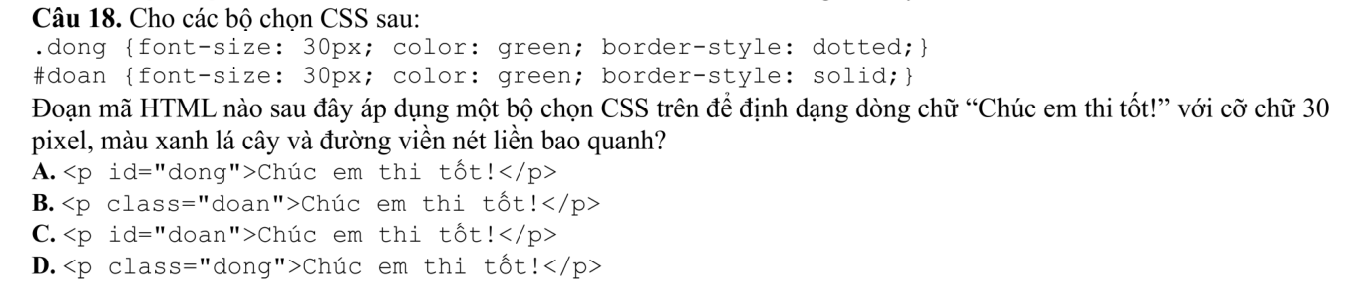 Câu 18. Cho các bộ chọn CSS sau:
.dong {font-size: 30px; color: green; border-style: dotted;}
#doan {font-size: 30px; color: green; border-style: solid;}
Đoạn mã HTML nào sau đây áp dụng một bộ chọn CSS trên để định dạng dòng chữ “Chúc em thi tốt!” với cỡ chữ 30
pixel, màu xanh lá cây và đường viền nét liền bao quanh?
A. <p id="dong">Chúc em thi tốt!</p>
B. <p class="doan">Chúc em thi tốt!</p>
C. <p id="doan">Chúc em thi tốt!</p>
D. <p class="dong">Chúc em thi tốt!</p>